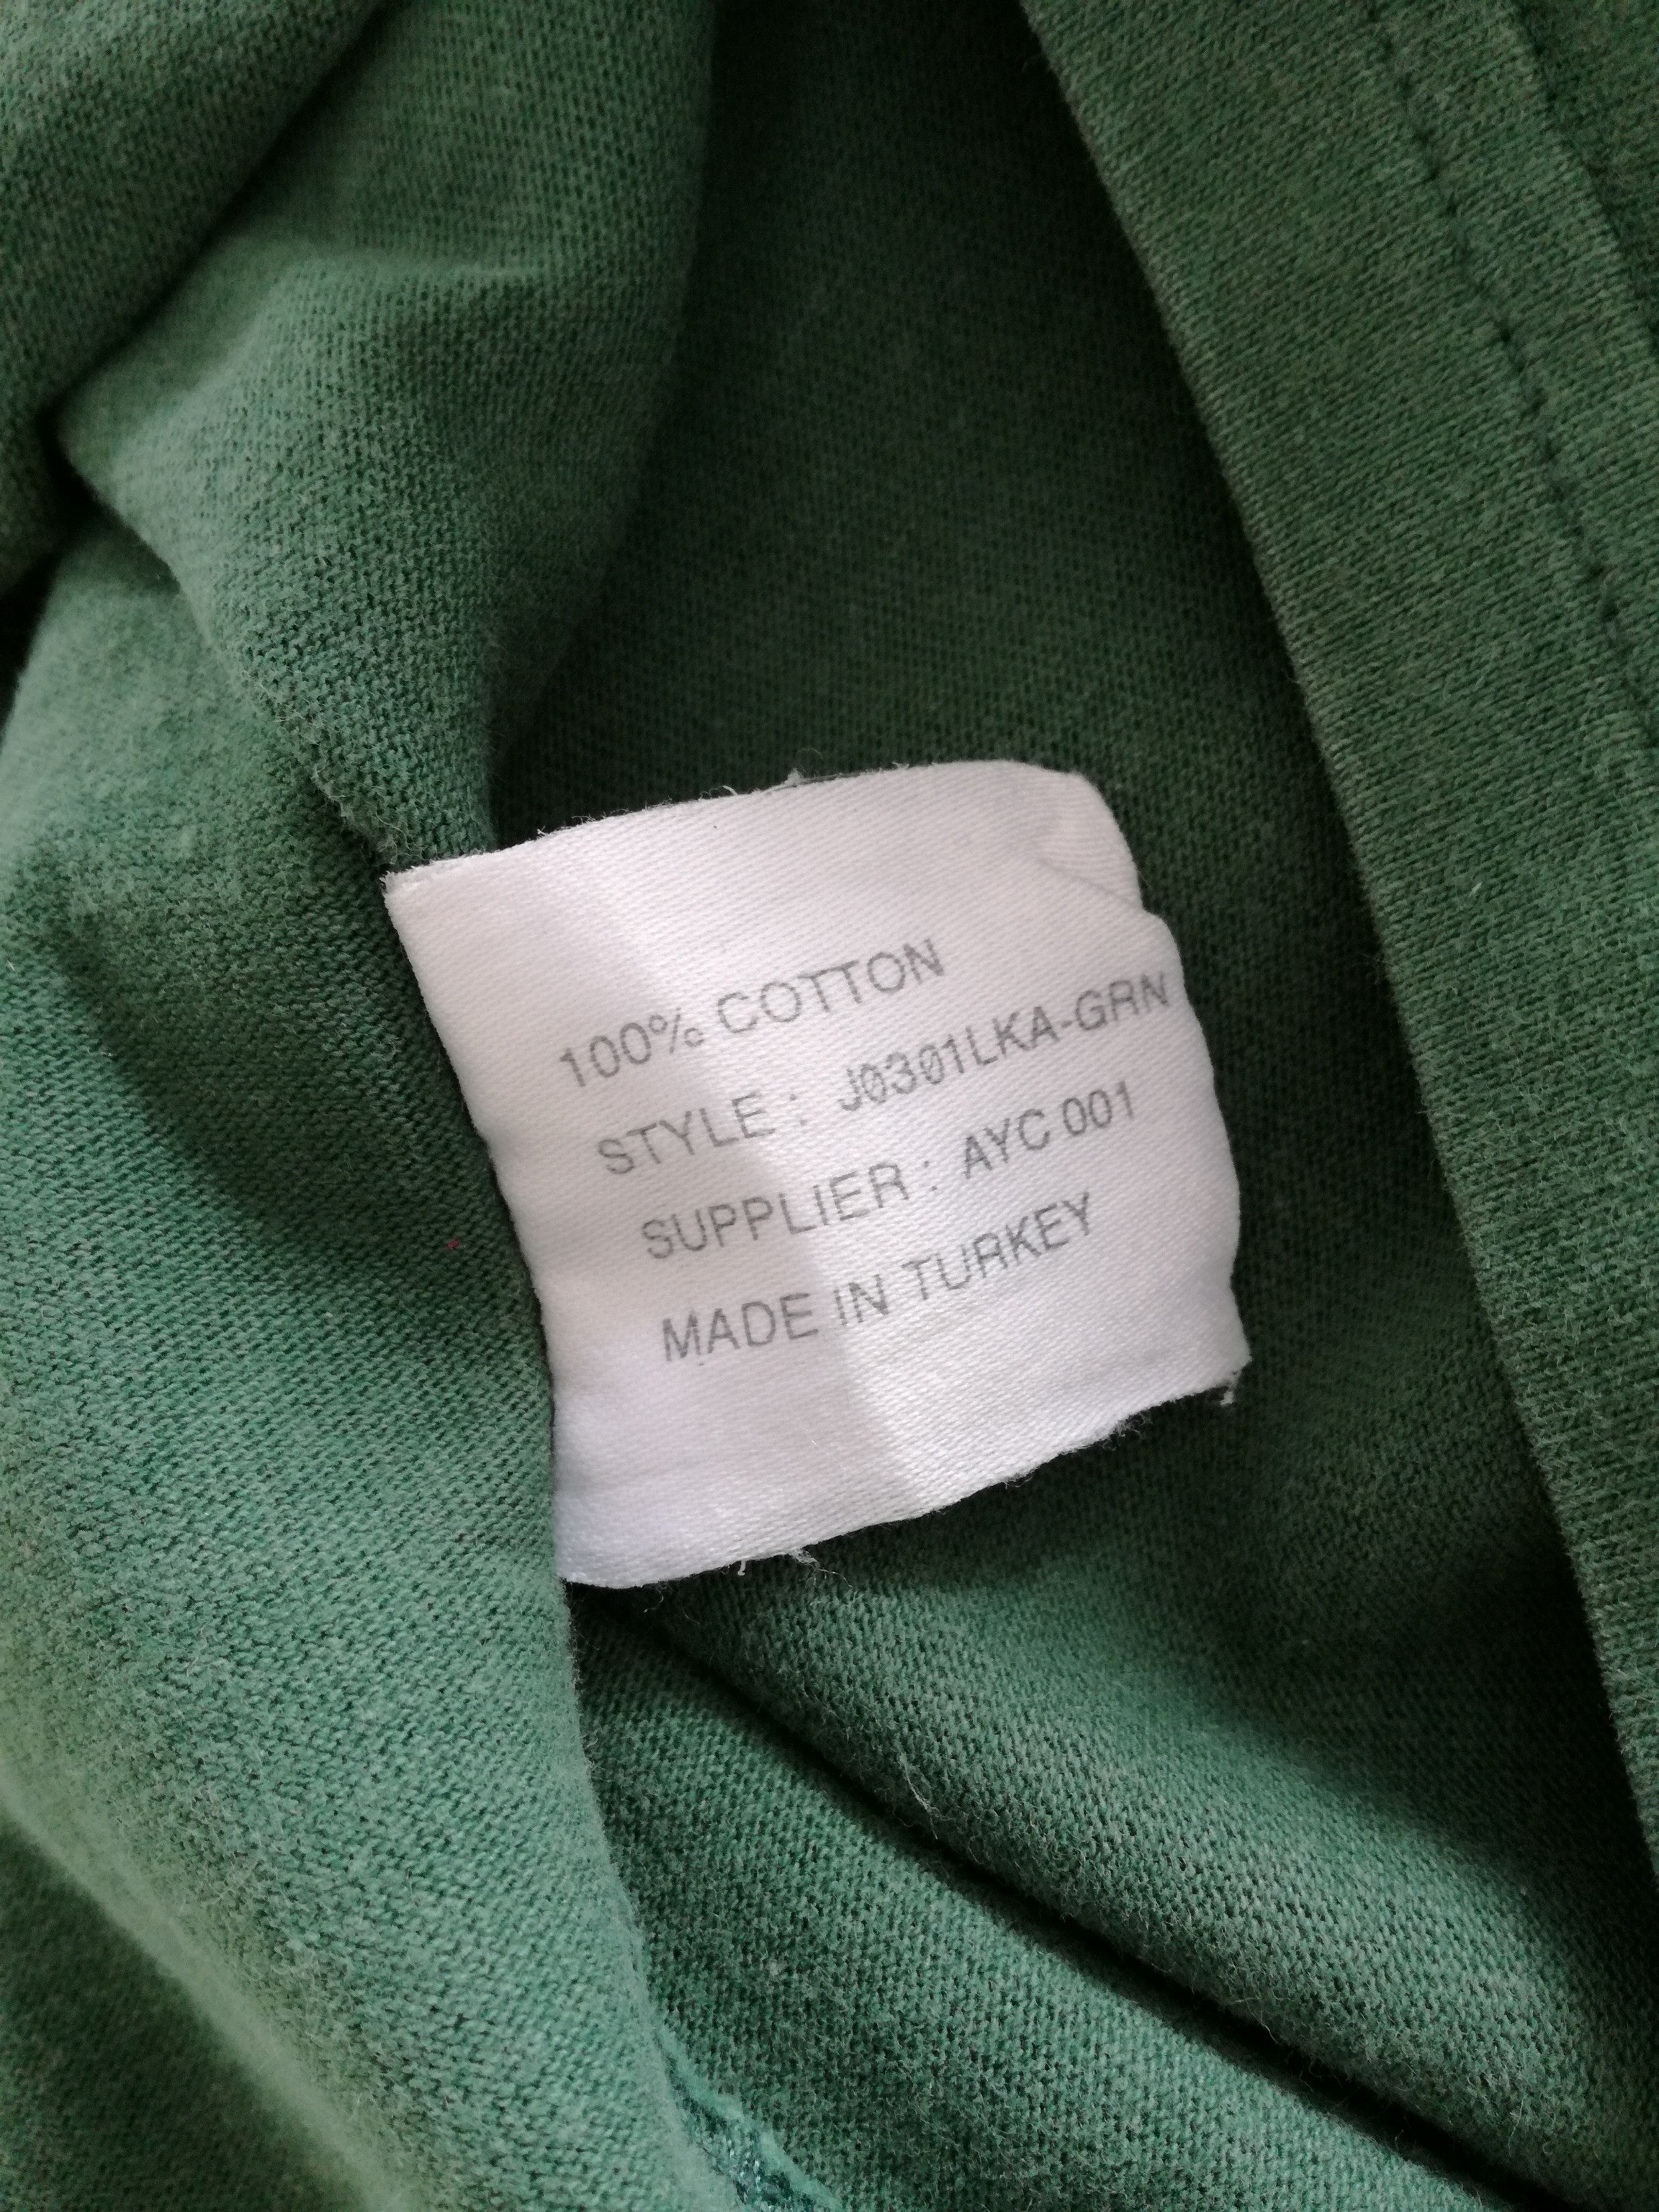 100% COTTON
STYLE : J0301LKA-GRN
SUPPLIER : AYC 001
MADE IN TURKEY